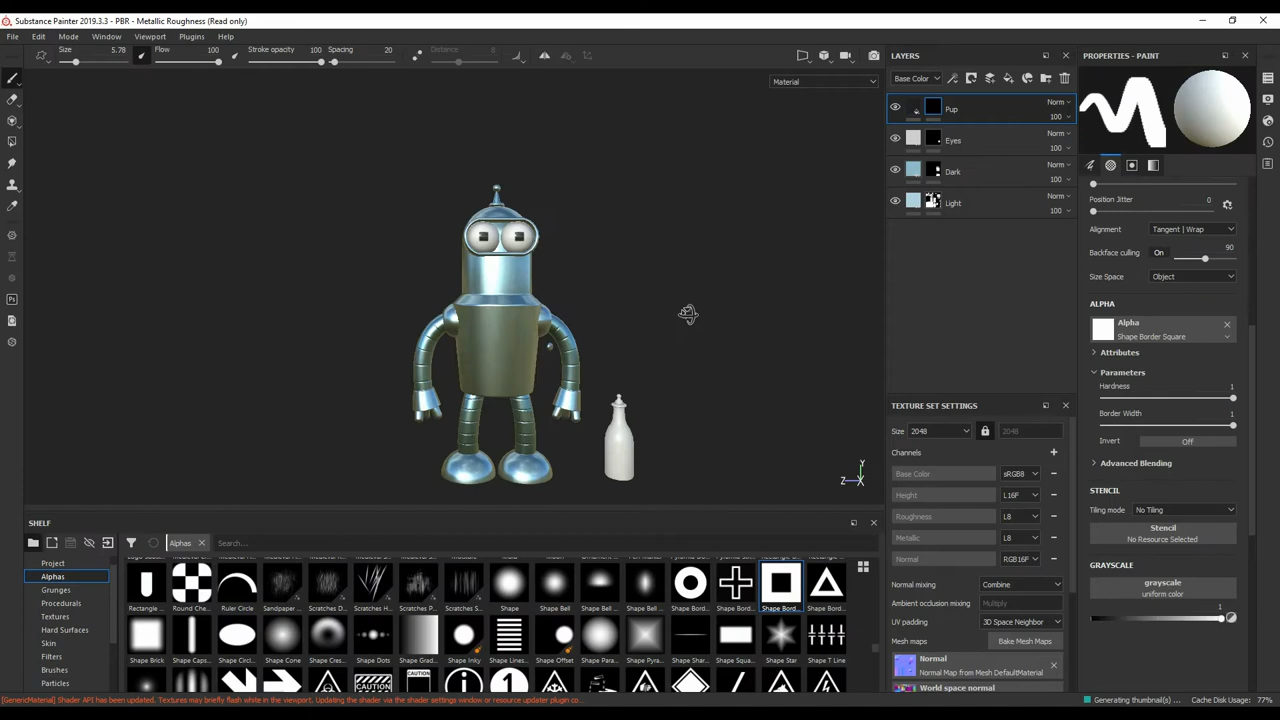 Substance Painter 2019.3.3 - PBR - Metallic Roughness (Read only)
File Edit Mode Window Viewport Plugins Help
Size 5.78 Flow 100 Stroke opacity 100 Spacing 20 Distance 8
Material
LAYERS
Base Color
Pup Norm 100
Eyes Norm 100
Dark Norm 100
Light Norm 100
Y
Z X
TEXTURE SET SETTINGS
Size 2048 2048
Channels
Base Color sRGB8
Height L16F
Roughness L8
Metallic L8
Normal RGB16F
Normal mixing Combine
Ambient occlusion mixing Multiply
UV padding 3D Space Neighbor
Mesh maps Bake Mesh Maps
Normal
Normal Map from Mesh DefaultMaterial
World space normal
PROPERTIES - PAINT
Position Jitter 0
Alignment Tangent | Wrap
Backface culling On 90
Size Space Object
ALPHA
Alpha
Shape Border Square
Attributes
Parameters
Hardness 1
Border Width 1
Invert Off
Advanced Blending
STENCIL
Tiling mode No Tiling
Stencil
No Resource Selected
GRAYSCALE
grayscale
uniform color
1
SHELF
Alphas Search...
Project
Alphas
Grunges
Procedurals
Textures
Hard Surfaces
Skin
Filters
Brushes
Particles
Rectangle ... Round Che... Ruler Circle Sandpaper ... Scratches D... Scratches H... Scratches P... Scratches S... Shape Shape Bell Shape Bell ... Shape Bell ... Shape Bord... Shape Bord... Shape Bord... Shape Bord...
Shape Brick Shape Caps... Shape Circl... Shape Cone Shape Cres... Shape Dots Shape Grad... Shape Inky Shape Lines... Shape Offset Shape Para... Shape Pyra... Shape Shar... Shape Squa... Shape Star Shape T Line
CAUTION CAUTION
[GenericMaterial] Shader API has been updated. Textures may briefly flash white in the viewport. Updating the shader via the shader settings window or resource updater plugin co...
Generating thumbnail(s) ... Cache Disk Usage: 77%